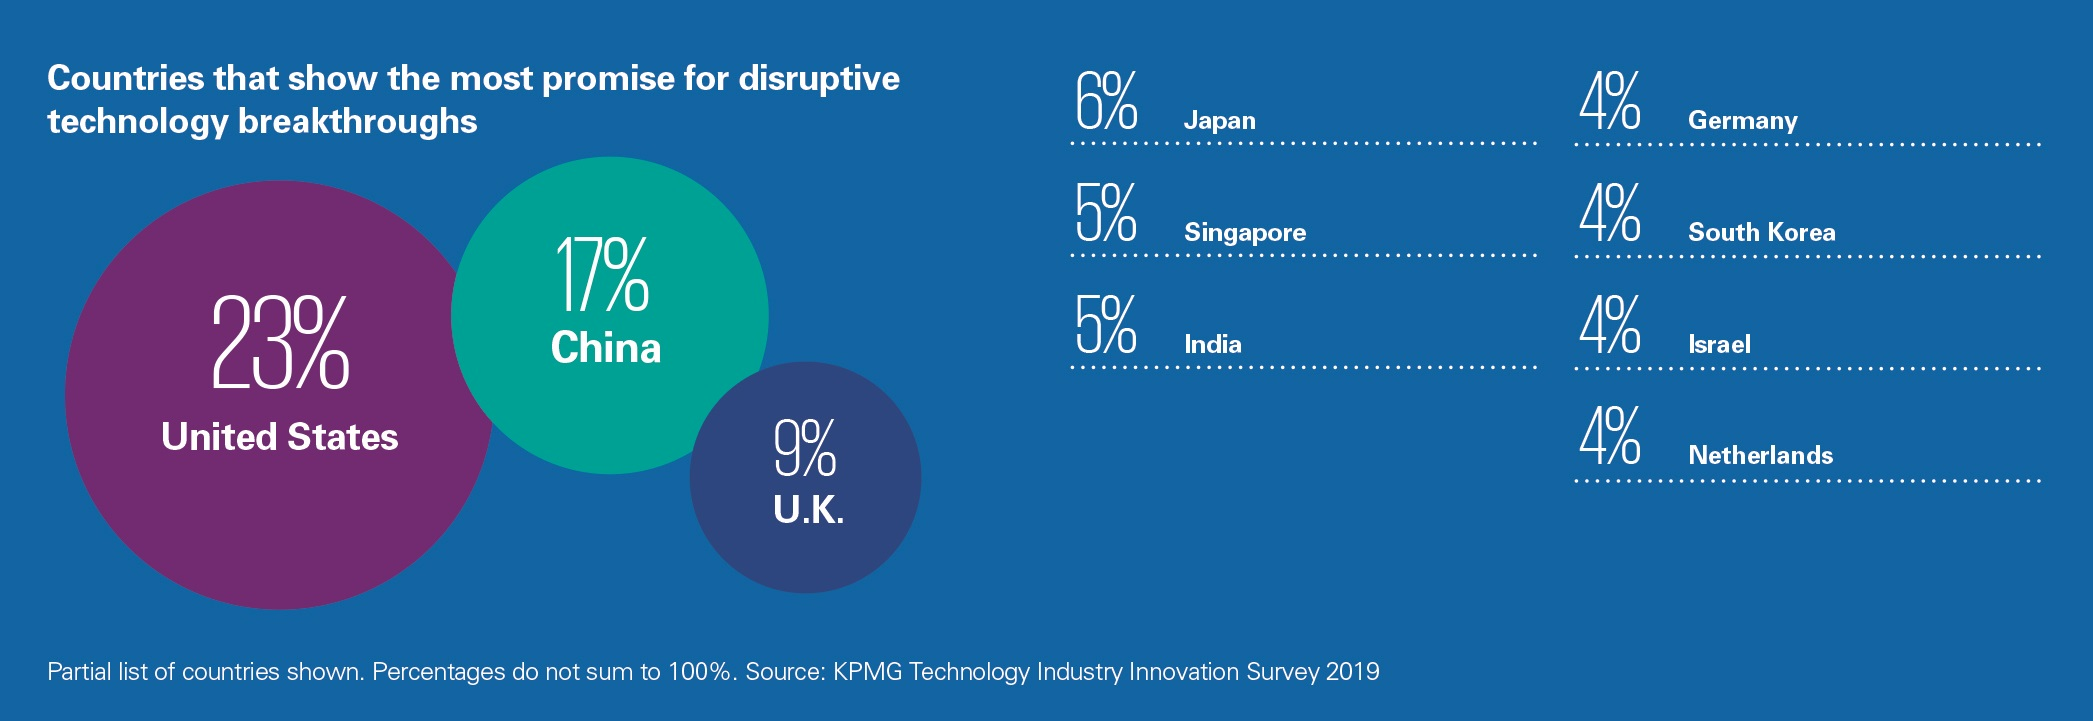 Countries that show the most promise for disruptive
technology breakthroughs
23%
United States
17%
China
9%
U.K.
6% Japan
5% Singapore
5% India
4% Germany
4% South Korea
4% Israel
4% Netherlands
Partial list of countries shown. Percentages do not sum to 100%. Source: KPMG Technology Industry Innovation Survey 2019